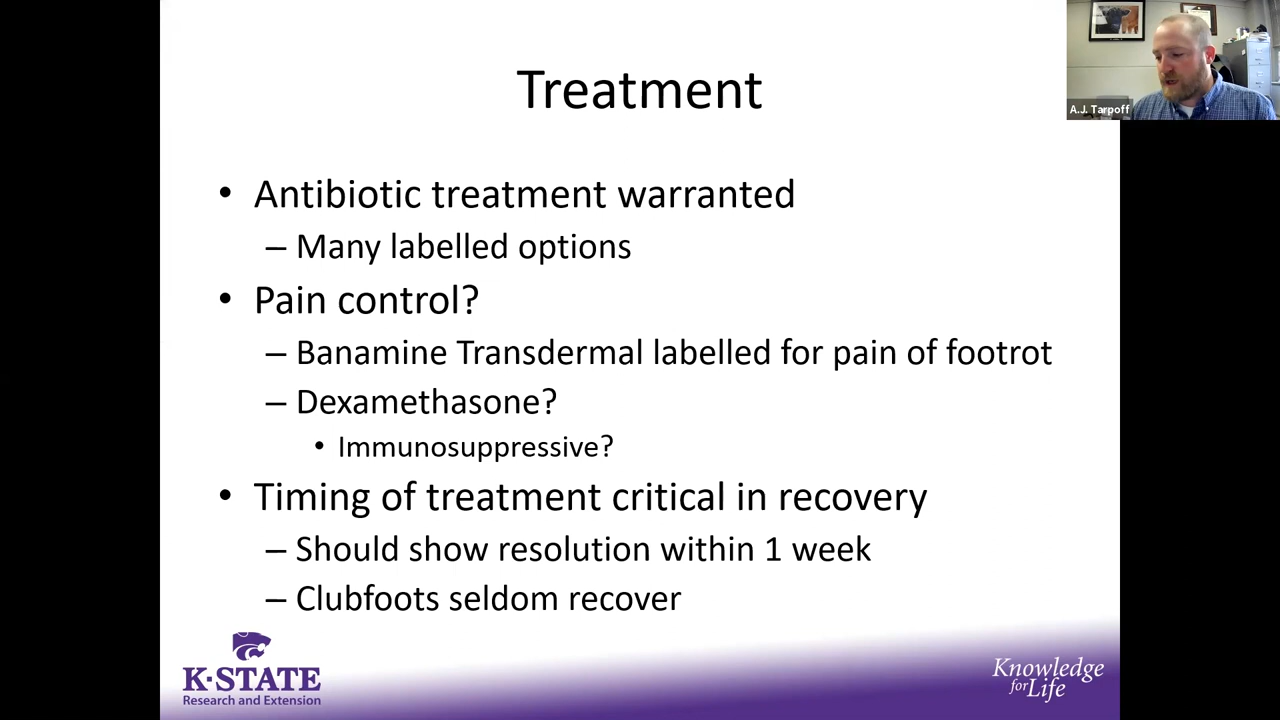 Treatment
• Antibiotic treatment warranted
– Many labelled options
• Pain control?
– Banamine Transdermal labelled for pain of footrot
– Dexamethasone?
• Immunosuppressive?
• Timing of treatment critical in recovery
– Should show resolution within 1 week
– Clubfoots seldom recover
K-STATE
Research and Extension
Knowledge
for Life
A.J. Tarpoff